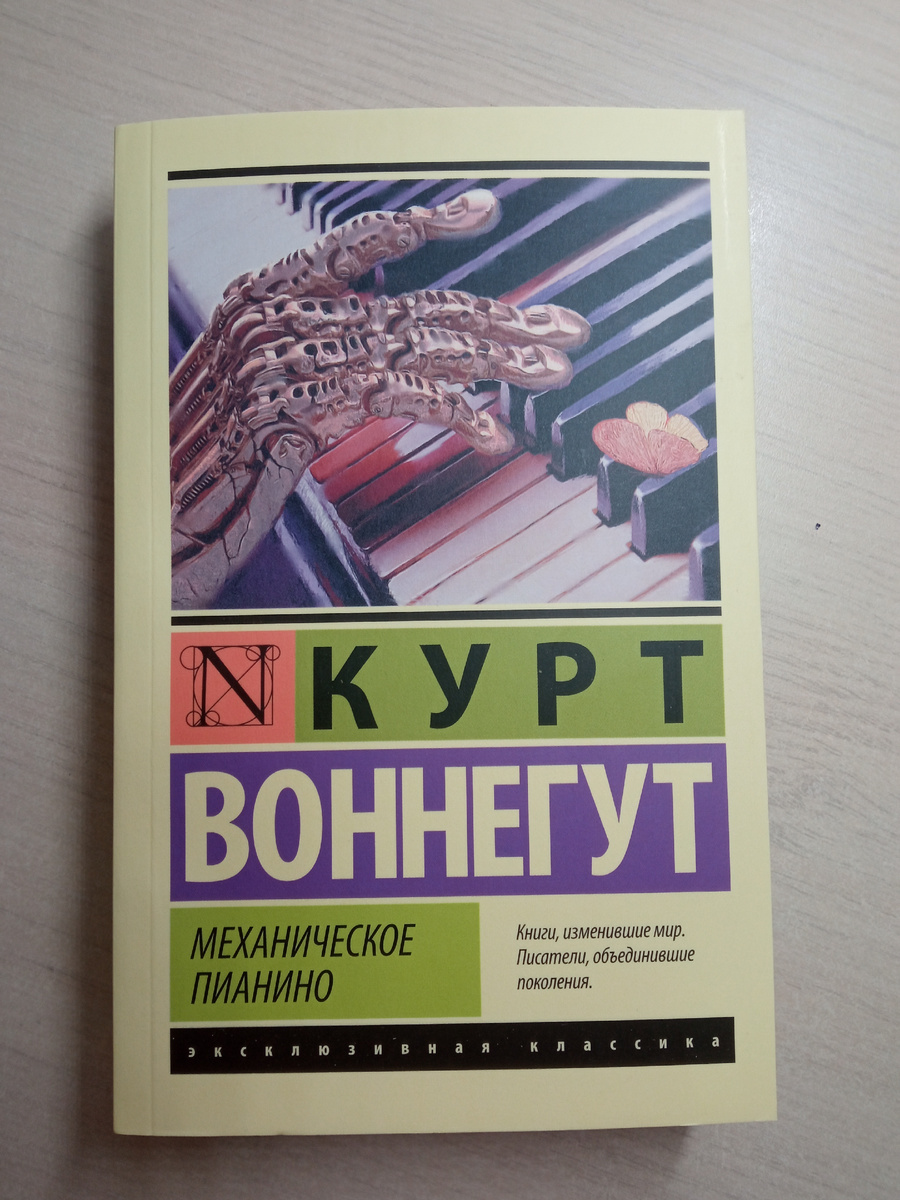 N
КУРТ
ВОННЕГУТ
МЕХАНИЧЕСКОЕ
ПИАНИНО
Книги, изменившие мир.
Писатели, объединившие
поколения.
эксклюзивная классика